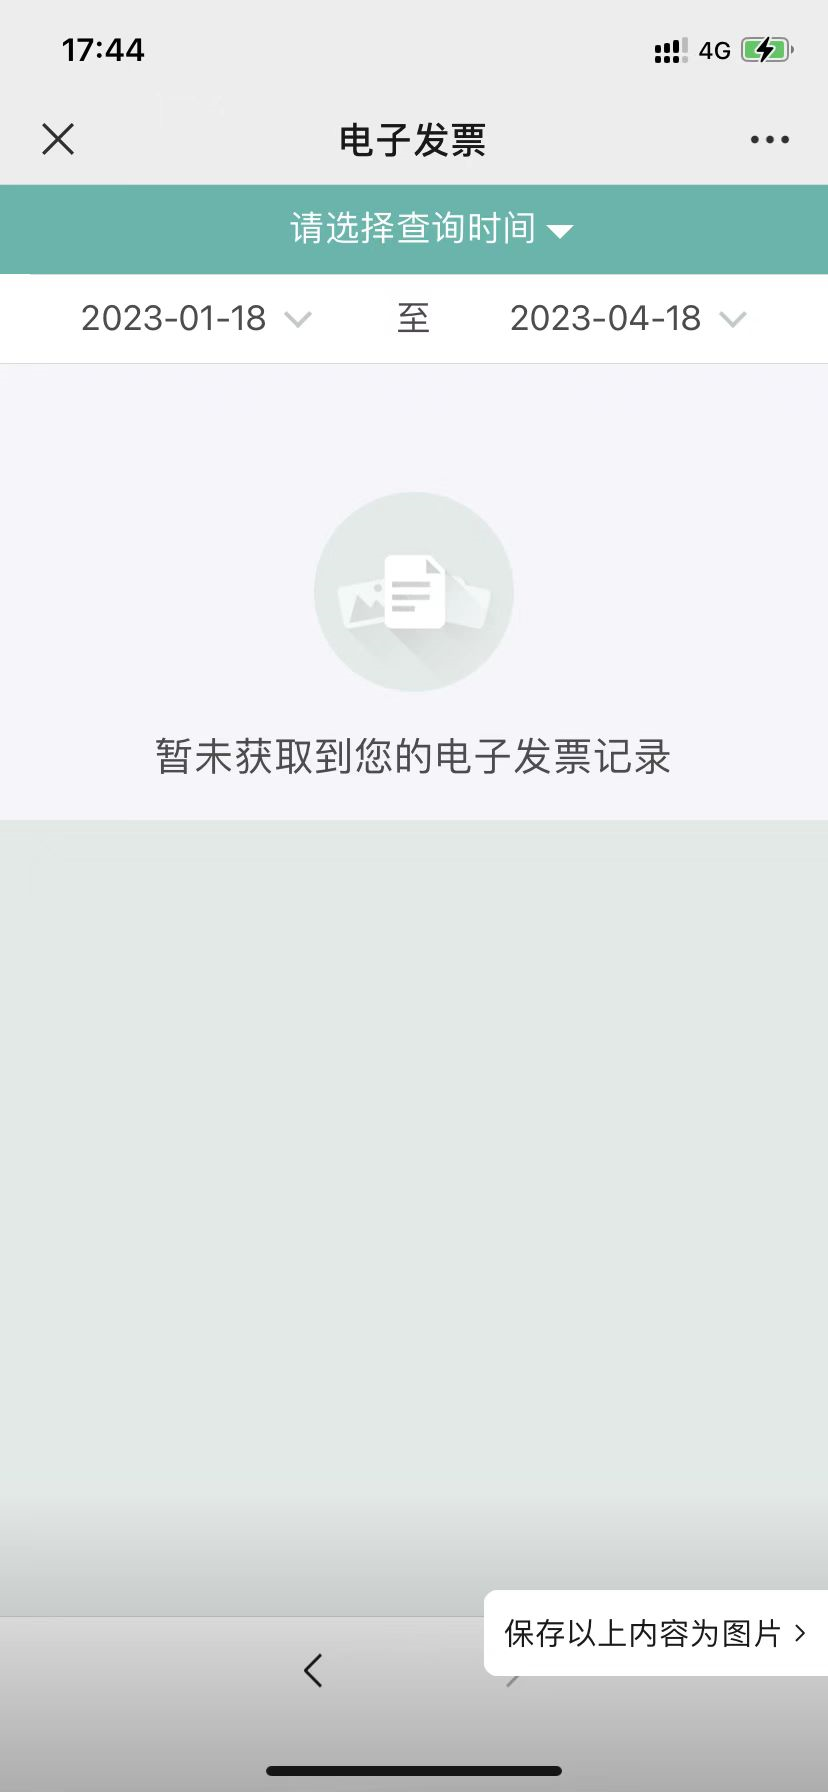 17:44
4G
电子发票
请选择查询时间
2023-01-18 至 2023-04-18
暂未获取到您的电子发票记录
保存以上内容为图片